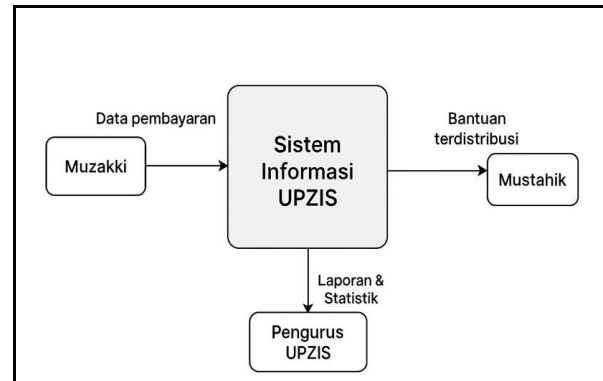 Data pembayaran
Muzakki
Sistem
Informasi
UPZIS
Bantuan
terdistribusi
Mustahik
Laporan &
Statistik
Pengurus
UPZIS